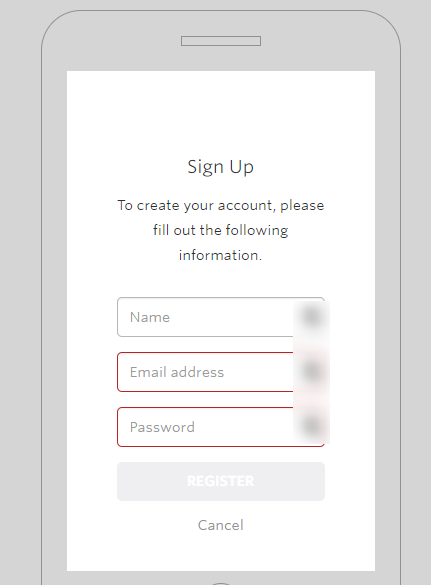 Sign Up
To create your account, please
fill out the following
information.
Name
Email address
Password
REGISTER
Cancel